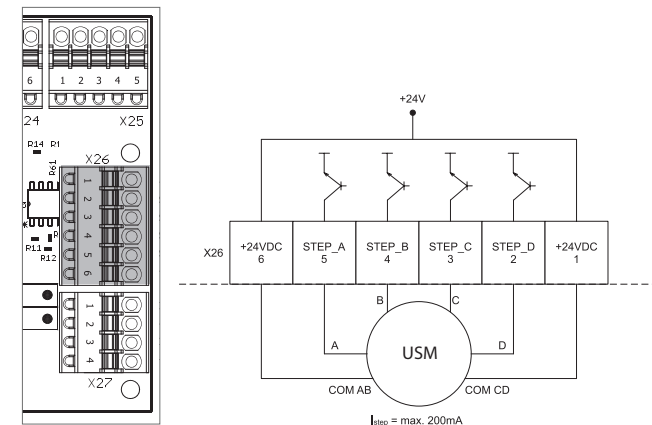 6 1 2 3 4 5
24 X25
R14 R1
X26
R61
1
2
3
4
5
6
R11
R12
1
2
3
4
X27
+24V
X26
+24VDC STEP_A STEP_B STEP_C STEP_D +24VDC
6 5 4 3 2 1
B C
A USM D
COM AB COM CD
Istep = max. 200mA